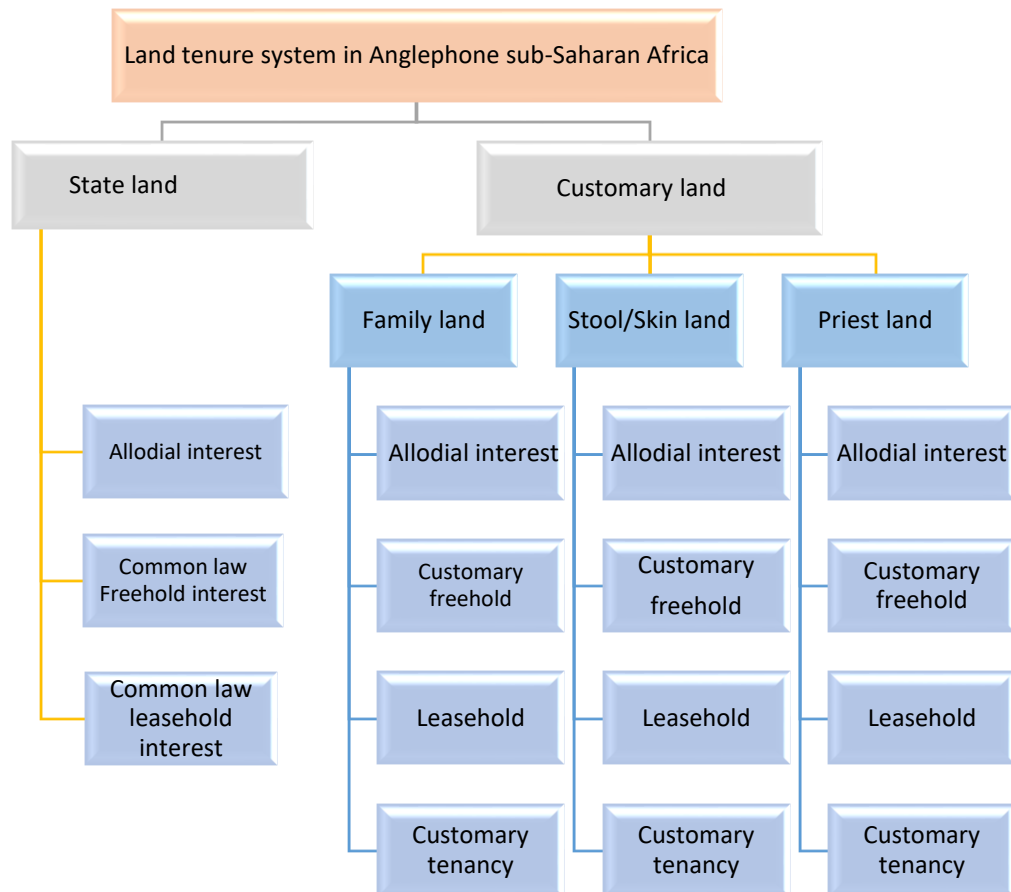 Land tenure system in Anglephone sub-Saharan Africa
State land
Customary land
Family land
Stool/Skin land
Priest land
Allodial interest
Allodial interest
Allodial interest
Allodial interest
Common law
Freehold interest
Customary
freehold
Customary
freehold
Customary
freehold
Common law
leasehold
interest
Leasehold
Leasehold
Leasehold
Customary
tenancy
Customary
tenancy
Customary
tenancy